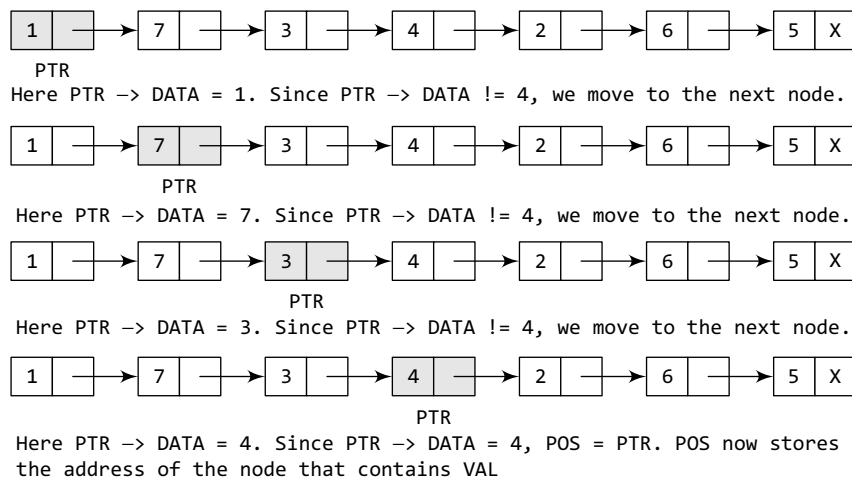 1 7 3 4 2 6 5 X
PTR
Here PTR –> DATA = 1. Since PTR –> DATA != 4, we move to the next node.
1 7 3 4 2 6 5 X
PTR
Here PTR –> DATA = 7. Since PTR –> DATA != 4, we move to the next node.
1 7 3 4 2 6 5 X
PTR
Here PTR –> DATA = 3. Since PTR –> DATA != 4, we move to the next node.
1 7 3 4 2 6 5 X
PTR
Here PTR –> DATA = 4. Since PTR –> DATA = 4, POS = PTR. POS now stores
the address of the node that contains VAL